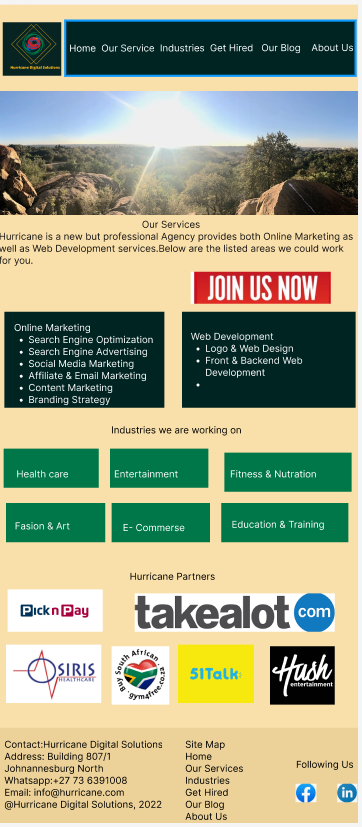 Hurricane Digital Solutions
Home Our Service Industries Get Hired Our Blog About Us
Our Services
Hurricane is a new but professional Agency provides both Online Marketing as
well as Web Development services.Below are the listed areas we could work
for you.
JOIN US NOW
Online Marketing
• Search Engine Optimization
• Search Engine Advertising
• Social Media Marketing
• Affiliate & Email Marketing
• Content Marketing
• Branding Strategy
Web Development
• Logo & Web Design
• Front & Backend Web
Development
•
Industries we are working on
Health care
Entertainment
Fitness & Nutration
Fasion & Art
E- Commerse
Education & Training
Hurricane Partners
Pick n Pay
takealot.com
OSIRIS
HEALTHCARE
Buy South African
gym4free.co.za
51Talk
Hush
entertainment
Contact:Hurricane Digital Solutions
Address: Building 807/1
Johnannesburg North
Whatsapp:+27 73 6391008
Email: info@hurricane.com
@Hurricane Digital Solutions, 2022
Site Map
Home
Our Services
Industries
Get Hired
Our Blog
About Us
Following Us
f
in